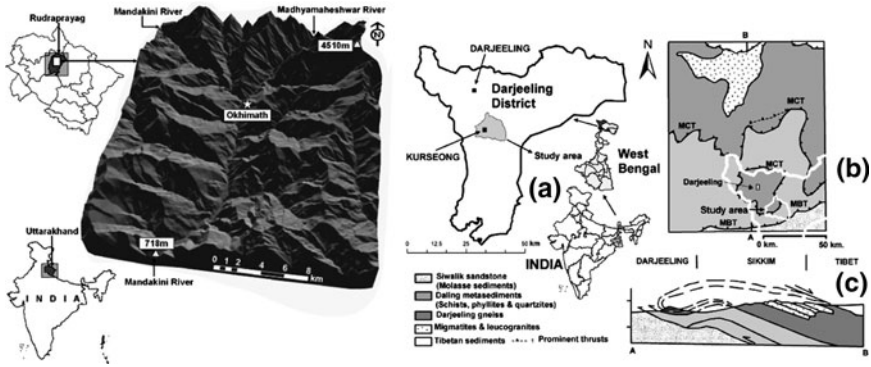 Rudraprayag
Mandakini River
Madhyamaheshwar River
4510m
N
Okhimath
Uttarakhand
INDIA
718m
Mandakini River
0 1 2 4 6 8
km
DARJEELING
Darjeeling
District
KURSEONG
Study area
(a)
West
Bengal
0 12.5 25 50 km
INDIA
Siwalik sandstone
(Molasse sediments)
Daling metasediments
(Schists, phyllites & quartzites)
Darjeeling gneiss
Migmatites & leucogranites
Tibetan sediments
Prominent thrusts
N
B
MCT
MCT
MCT
Darjeeling
(b)
Study area
MBT
MBT
A
0 km. 50 km.
DARJEELING SIKKIM TIBET
(c)
A B